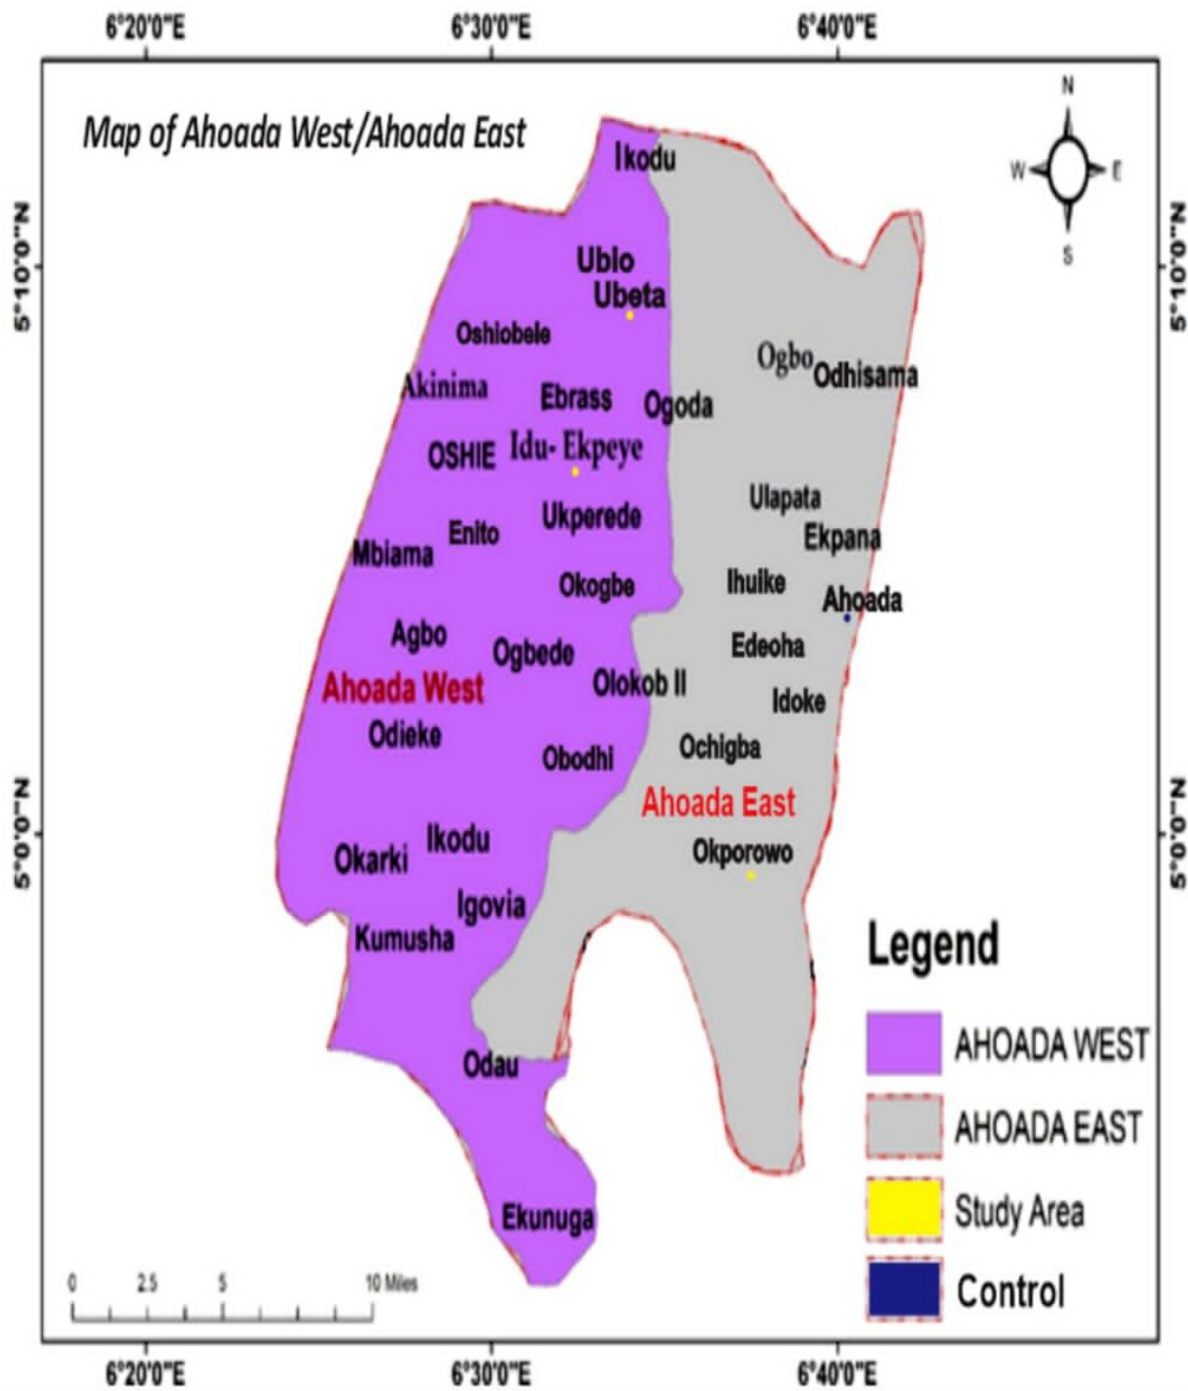 6°20'0"E 6°30'0"E 6°40'0"E
Map of Ahoada West/Ahoada East
N
W E
S
5°10'0"N 5°10'0"N
Ikodu
Ublo
Ubeta
Oshiobele
Ogbo
Odhisama
Akinima
Ebrass
Ogoda
OSHIE
Idu- Ekpeye
Ulapata
Ukperede
Enito
Ekpana
Mbiama
Okogbe
Ihuike
Ahoada
Agbo
Ogbede
Edeoha
Olokob II
Ahoada West
Idoke
Odieke
Obodhi
Ochigba
Ahoada East
5°0'0"N 5°0'0"N
Ikodu
Okarki
Okporowo
Igovia
Kumusha
Odau
Ekunuga
Legend
AHOADA WEST
AHOADA EAST
Study Area
Control
0 2.5 5 10 Miles
6°20'0"E 6°30'0"E 6°40'0"E